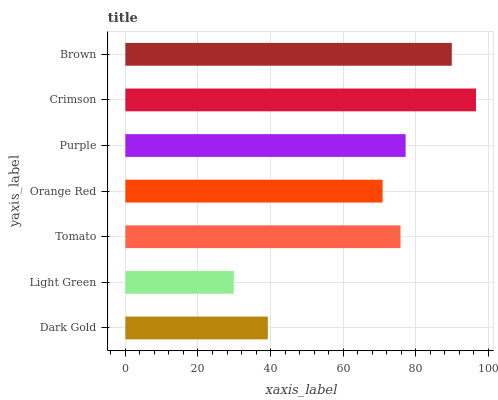 title
Brown
Crimson
Purple
Orange Red
Tomato
Light Green
Dark Gold
yaxis_label
0 20 40 60 80 100
xaxis_label